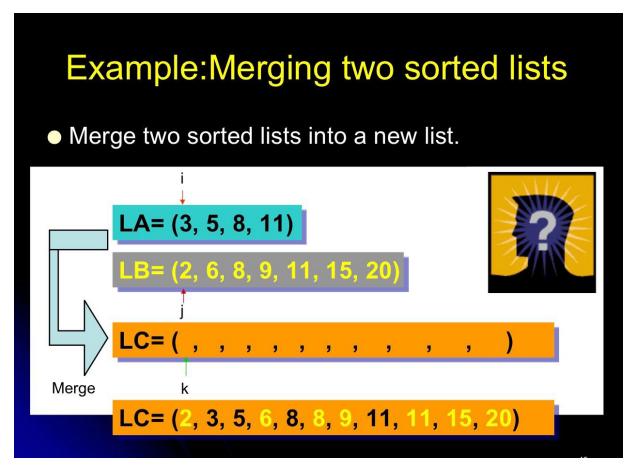 Example:Merging two sorted lists
Merge two sorted lists into a new list.
i
LA= (3, 5, 8, 11)
LB= (2, 6, 8, 9, 11, 15, 20)
j
LC= ( , , , , , , , , , , )
Merge
k
LC= (2, 3, 5, 6, 8, 8, 9, 11, 11, 15, 20)